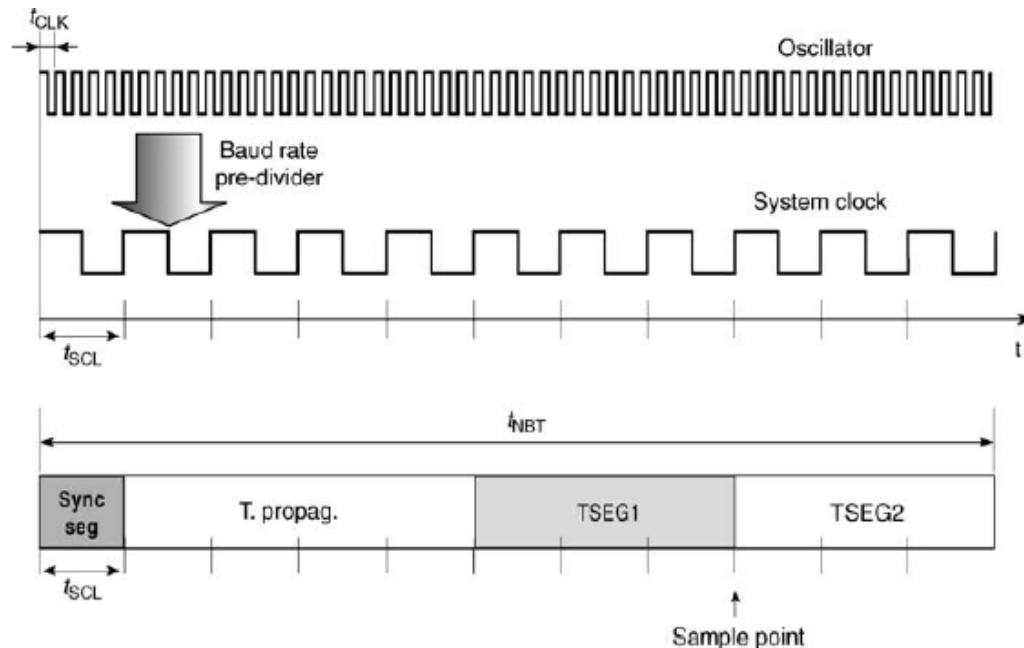 tCLK
Oscillator
Baud rate
pre-divider
System clock
tSCL
t
tNBT
Sync
seg
T. propag.
TSEG1
TSEG2
tSCL
Sample point